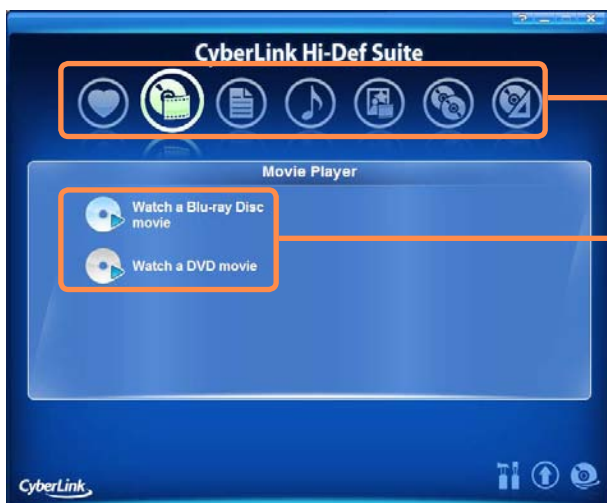 CyberLink Hi-Def Suite
Movie Player
Watch a Blu-ray Disc
movie
Watch a DVD movie
CyberLink